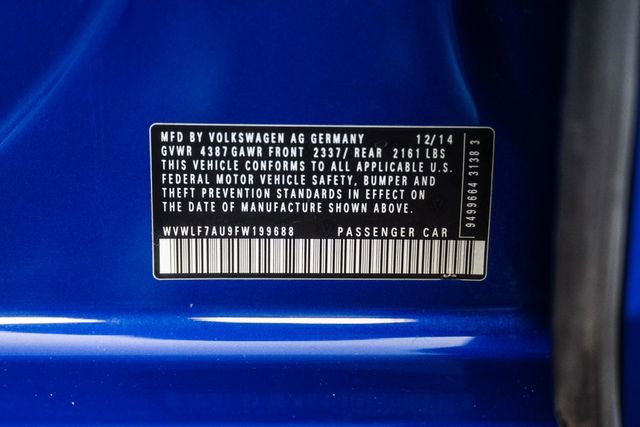 MFD BY VOLKSWAGEN AG GERMANY 12/14
GVWR 4387 GAWR FRONT 2337/ REAR 2161 LBS
THIS VEHICLE CONFORMS TO ALL APPLICABLE U.S.
FEDERAL MOTOR VEHICLE SAFETY, BUMPER AND
THEFT PREVENTION STANDARDS IN EFFECT ON
THE DATE OF MANUFACTURE SHOWN ABOVE.
WVWLF7AU9FW199688 PASSENGER CAR
9499664 3138 3